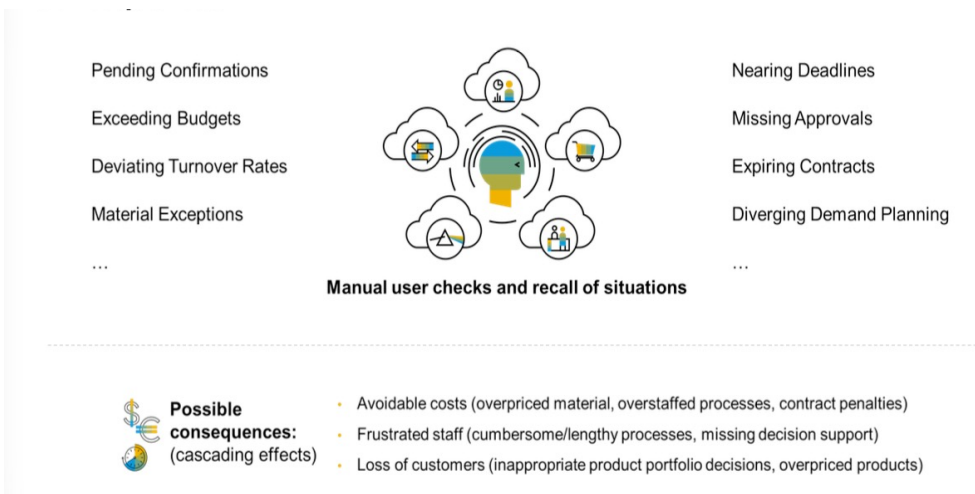 Pending Confirmations
Exceeding Budgets
Deviating Turnover Rates
Material Exceptions
...
Nearing Deadlines
Missing Approvals
Expiring Contracts
Diverging Demand Planning
...
Manual user checks and recall of situations
$
€
Possible
consequences:
(cascading effects)
• Avoidable costs (overpriced material, overstaffed processes, contract penalties)
• Frustrated staff (cumbersome/lengthy processes, missing decision support)
• Loss of customers (inappropriate product portfolio decisions, overpriced products)